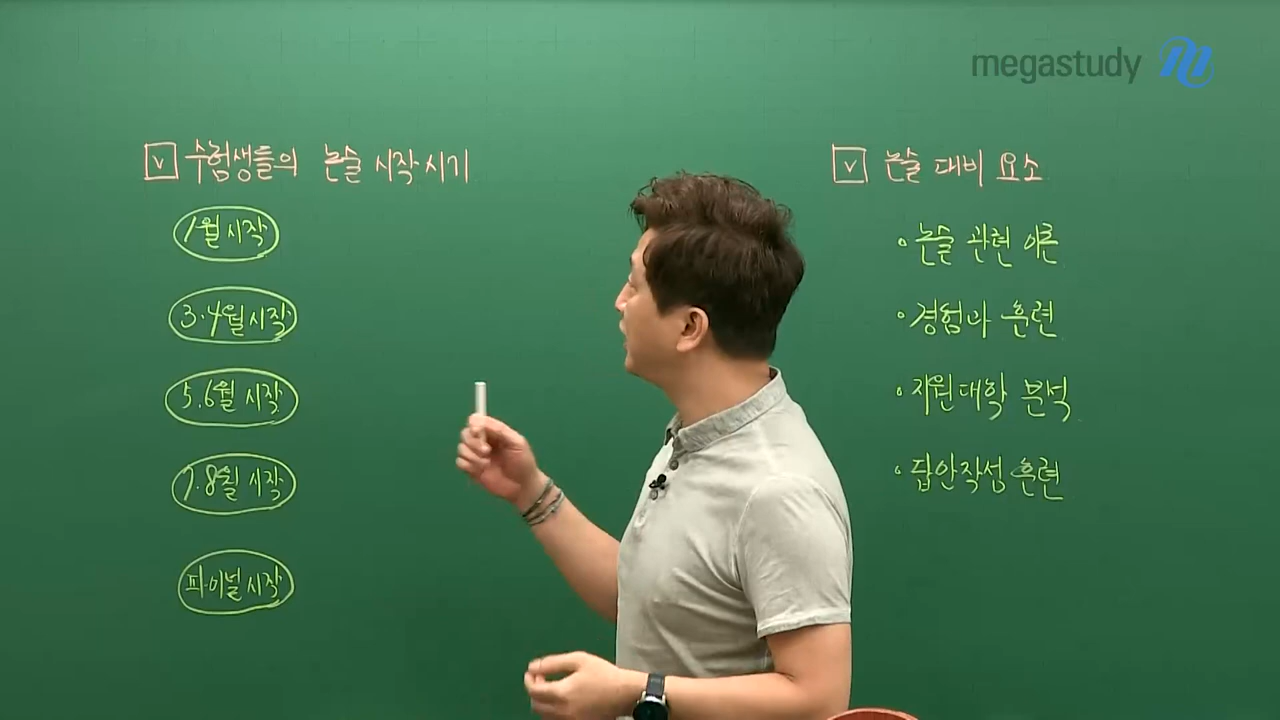 megastudy
V 수험생들의 논술 시작 시기
1월 시작
3·4월 시작
5.6월 시작
7.8월 시작
파이널 시작
V 논술 대비 요소
· 논술 관련 이론
· 경험과 훈련
· 지원대학 분석
· 답안작성 훈련